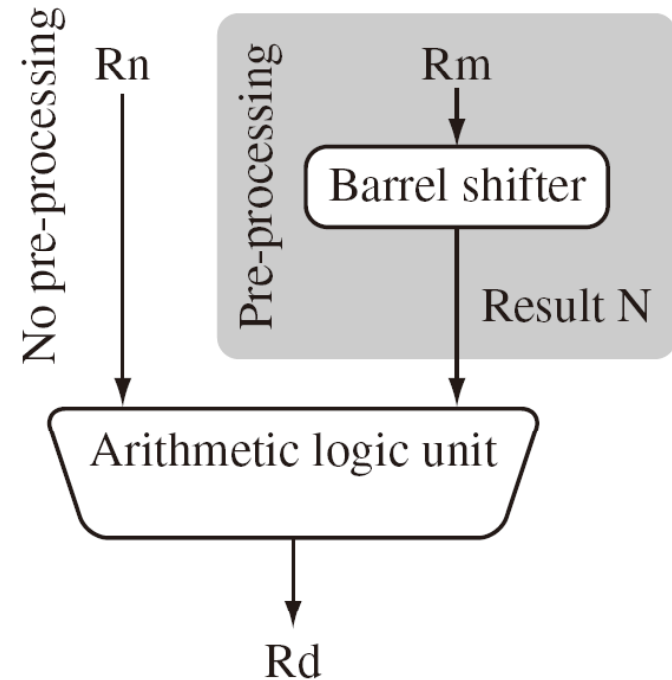 No pre-processing
Rn
Pre-processing
Rm
Barrel shifter
Result N
Arithmetic logic unit
Rd